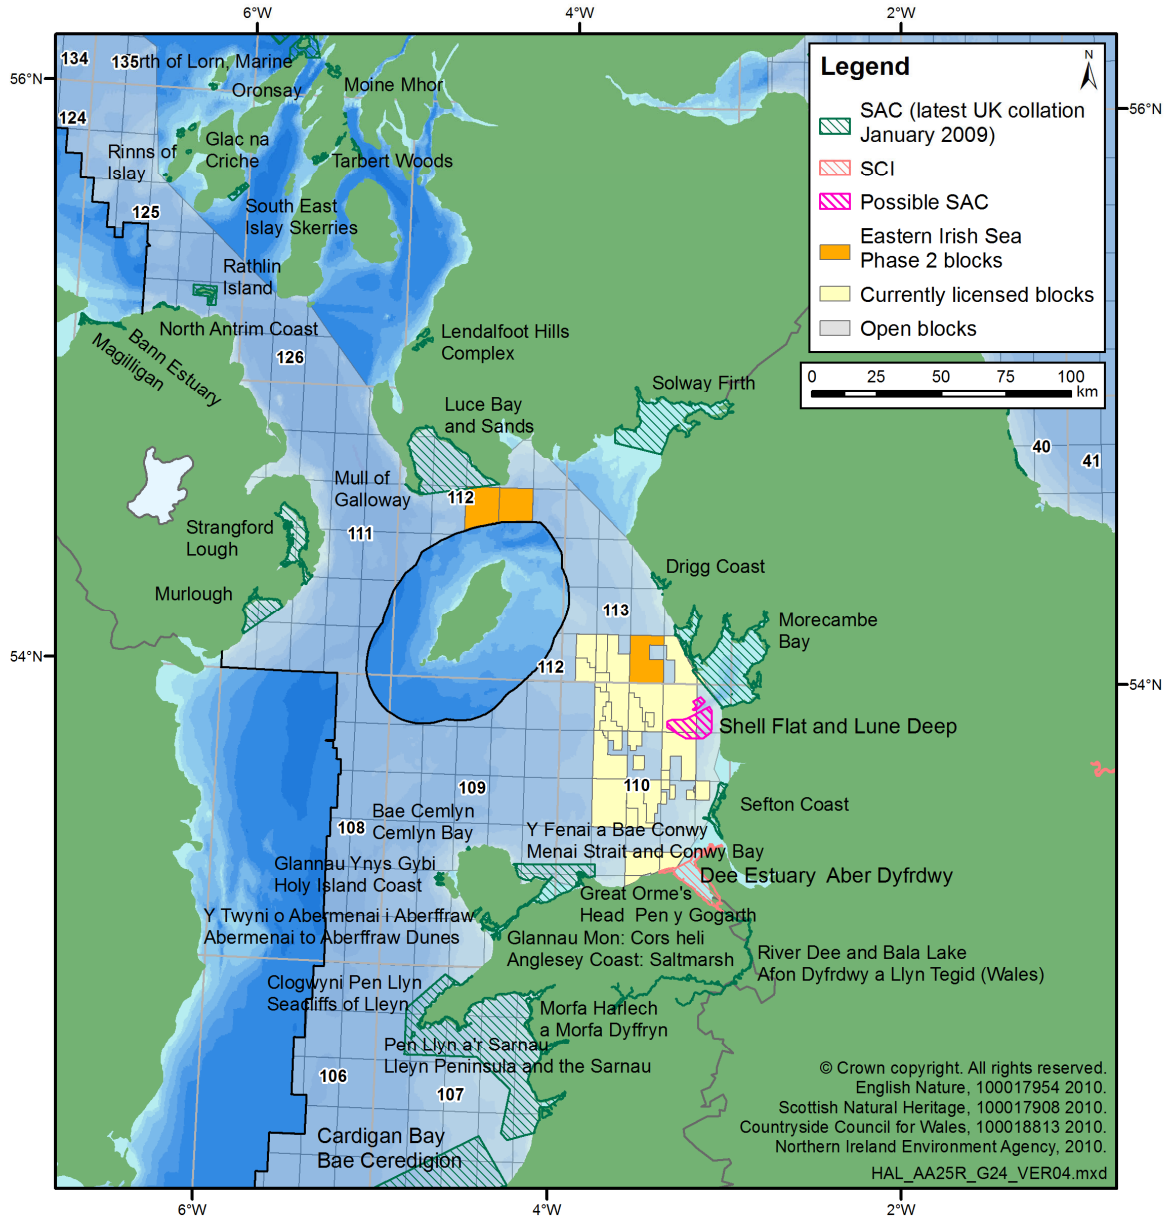 6°W
4°W
2°W
56°N
56°N
134
135
rth of Lorn, Marine
Oronsay
Moine Mhor
124
Glac na
Criche
Rinns of
Islay
Tarbert Woods
125
South East
Islay Skerries
Rathlin
Island
North Antrim Coast
Bann Estuary
Magilligan
126
Lendalfoot Hills
Complex
Legend
N
SAC (latest UK collation
January 2009)
SCI
Possible SAC
Eastern Irish Sea
Phase 2 blocks
Currently licensed blocks
Open blocks
0 25 50 75 100
km
Solway Firth
Luce Bay
and Sands
40
41
Mull of
Galloway
112
111
Strangford
Lough
Murlough
Drigg Coast
113
Morecambe
Bay
54°N
54°N
112
Shell Flat and Lune Deep
109
110
Sefton Coast
108
Bae Cemlyn
Cemlyn Bay
Y Fenai a Bae Conwy
Menai Strait and Conwy Bay
Glannau Ynys Gybi
Holy Island Coast
Dee Estuary Aber Dyfrdwy
Great Orme's
Head Pen y Gogarth
Y Twyni o Abermenai i Aberffraw
Abermenai to Aberffraw Dunes
Glannau Mon: Cors heli
Anglesey Coast: Saltmarsh
River Dee and Bala Lake
Afon Dyfrdwy a Llyn Tegid (Wales)
Clogwyni Pen Llyn
Seacliffs of Lleyn
Morfa Harlech
a Morfa Dyffryn
Pen Llyn a'r Sarnau
Lleyn Peninsula and the Sarnau
106
107
Cardigan Bay
Bae Ceredigion
© Crown copyright. All rights reserved.
English Nature, 100017954 2010.
Scottish Natural Heritage, 100017908 2010.
Countryside Council for Wales, 100018813 2010.
Northern Ireland Environment Agency, 2010.
HAL_AA25R_G24_VER04.mxd
6°W
4°W
2°W